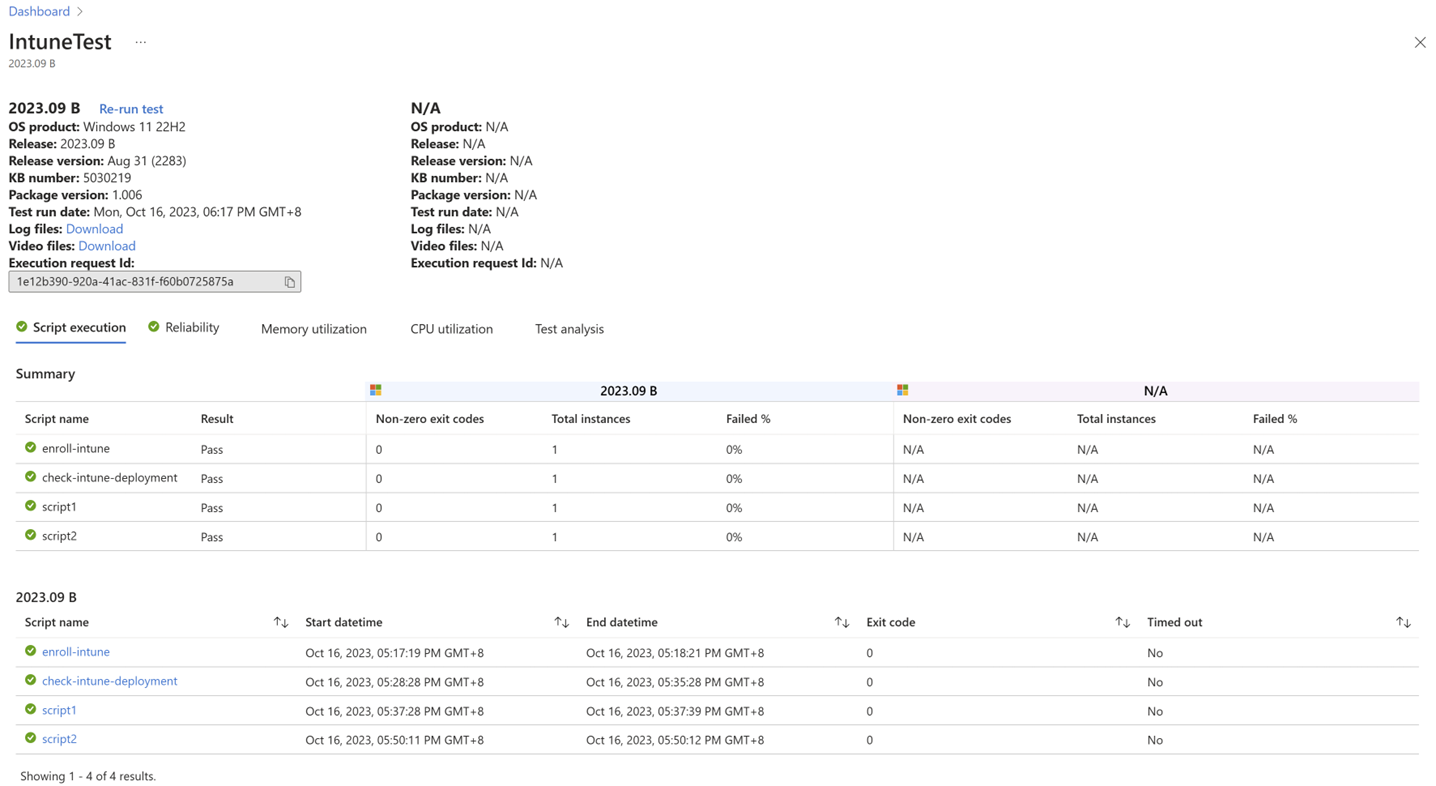 Dashboard >
IntuneTest ...
2023.09 B
2023.09 B Re-run test
OS product: Windows 11 22H2
Release: 2023.09 B
Release version: Aug 31 (2283)
KB number: 5030219
Package version: 1.006
Test run date: Mon, Oct 16, 2023, 06:17 PM GMT+8
Log files: Download
Video files: Download
Execution request Id:
1e12b390-920a-41ac-831f-f60b0725875a
N/A
OS product: N/A
Release: N/A
Release version: N/A
KB number: N/A
Package version: N/A
Test run date: N/A
Log files: N/A
Video files: N/A
Execution request Id: N/A
Script execution Reliability Memory utilization CPU utilization Test analysis
Summary
2023.09 B N/A
Script name Result Non-zero exit codes Total instances Failed % Non-zero exit codes Total instances Failed %
enroll-intune Pass 0 1 0% N/A N/A N/A
check-intune-deployment Pass 0 1 0% N/A N/A N/A
script1 Pass 0 1 0% N/A N/A N/A
script2 Pass 0 1 0% N/A N/A N/A
2023.09 B
Script name Start datetime End datetime Exit code Timed out
enroll-intune Oct 16, 2023, 05:17:19 PM GMT+8 Oct 16, 2023, 05:18:21 PM GMT+8 0 No
check-intune-deployment Oct 16, 2023, 05:28:28 PM GMT+8 Oct 16, 2023, 05:35:28 PM GMT+8 0 No
script1 Oct 16, 2023, 05:37:28 PM GMT+8 Oct 16, 2023, 05:37:39 PM GMT+8 0 No
script2 Oct 16, 2023, 05:50:11 PM GMT+8 Oct 16, 2023, 05:50:12 PM GMT+8 0 No
Showing 1 - 4 of 4 results.